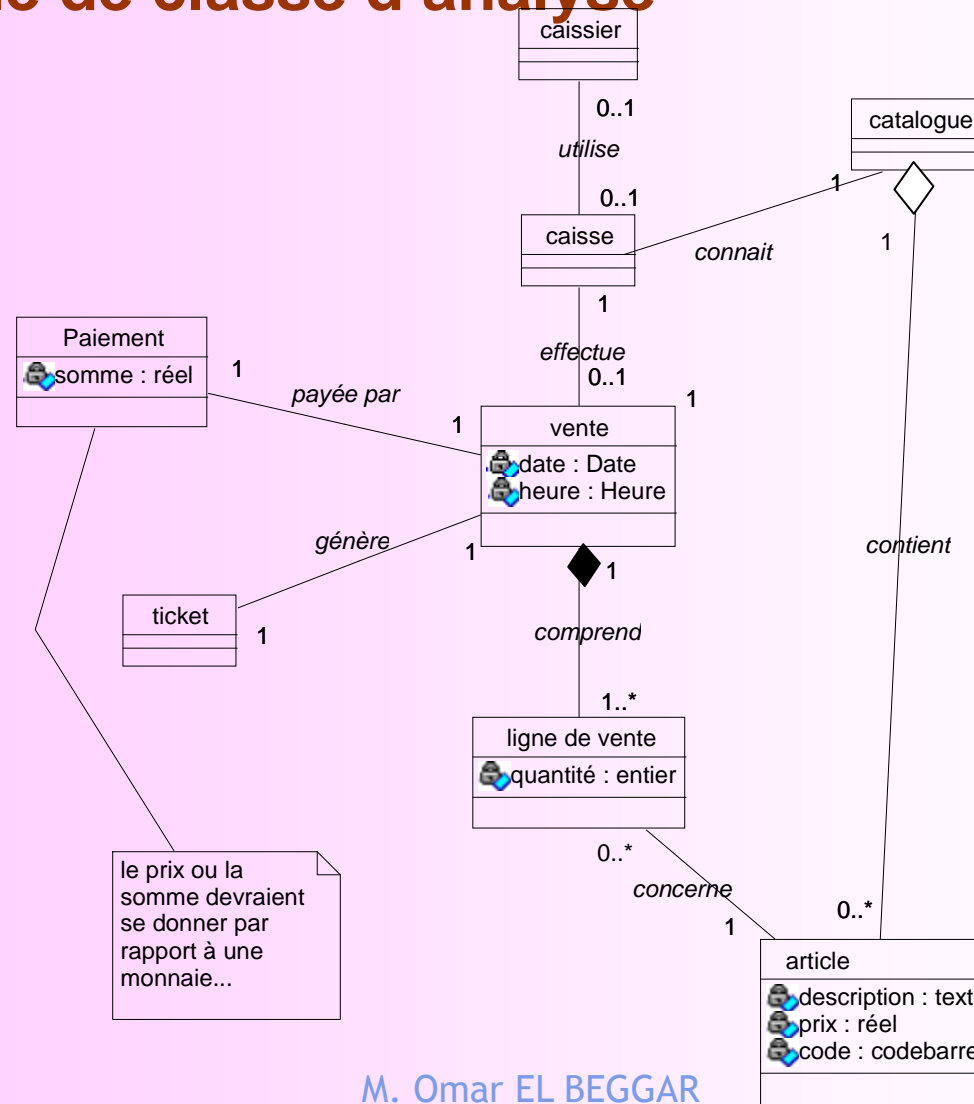 de classe d'analyse
caissier
0..1
utilise
0..1
catalogue
1
caisse
connait
1
1
effectue
0..1
Paiement
somme : réel
1
payée par
1
1
vente
date : Date
heure : Heure
génère
1
1
contient
ticket
1
comprend
1..*
ligne de vente
quantité : entier
0..*
concerne
1
0..*
le prix ou la
somme devraient
se donner par
rapport à une
monnaie...
article
description : text
prix : réel
code : codebarre
M. Omar EL BEGGAR